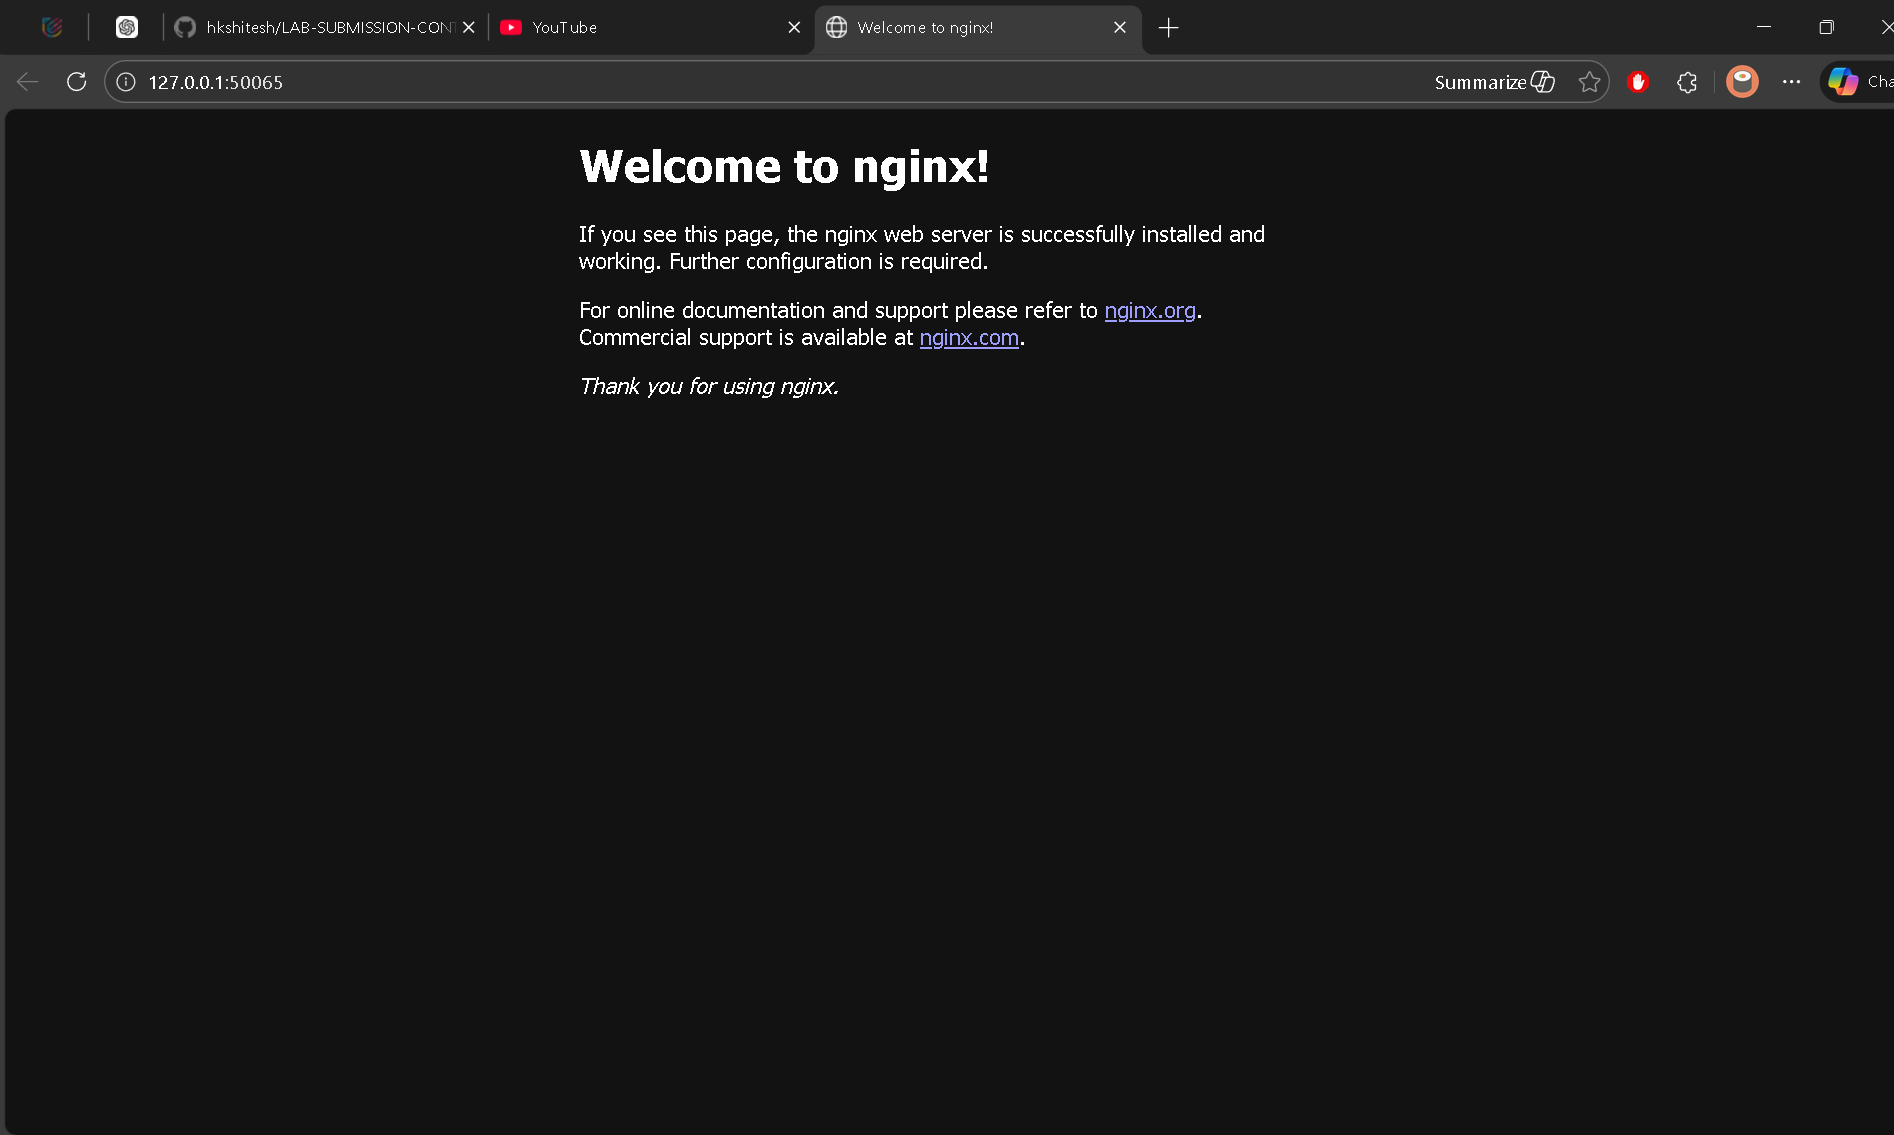 hkshitesh/LAB-SUBMISSION-CONT
YouTube
Welcome to nginx!
127.0.0.1:50065
Summarize
Cha
Welcome to nginx!
If you see this page, the nginx web server is successfully installed and
working. Further configuration is required.
For online documentation and support please refer to nginx.org.
Commercial support is available at nginx.com.
Thank you for using nginx.